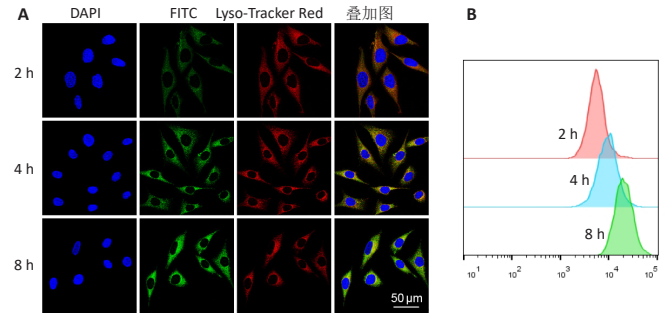 A
DAPI FITC Lyso-Tracker Red 叠加图
2 h
4 h
8 h
50 μm
B
2 h
4 h
8 h
10¹ 10² 10³ 10⁴ 10⁵